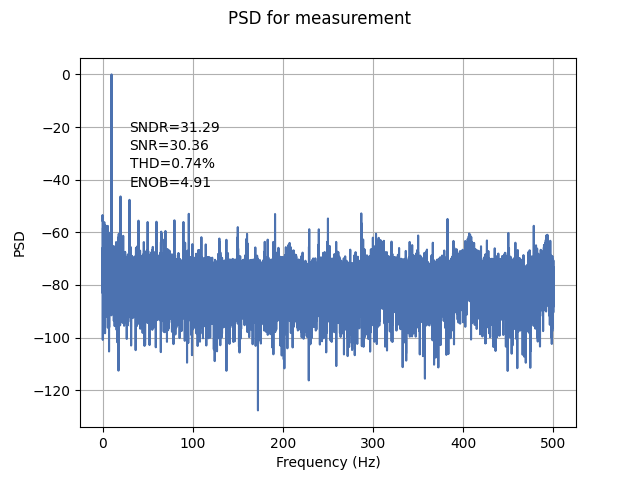 PSD for measurement
0
−20
−40
−60
−80
−100
−120
PSD
SNDR=31.29
SNR=30.36
THD=0.74%
ENOB=4.91
0 100 200 300 400 500
Frequency (Hz)